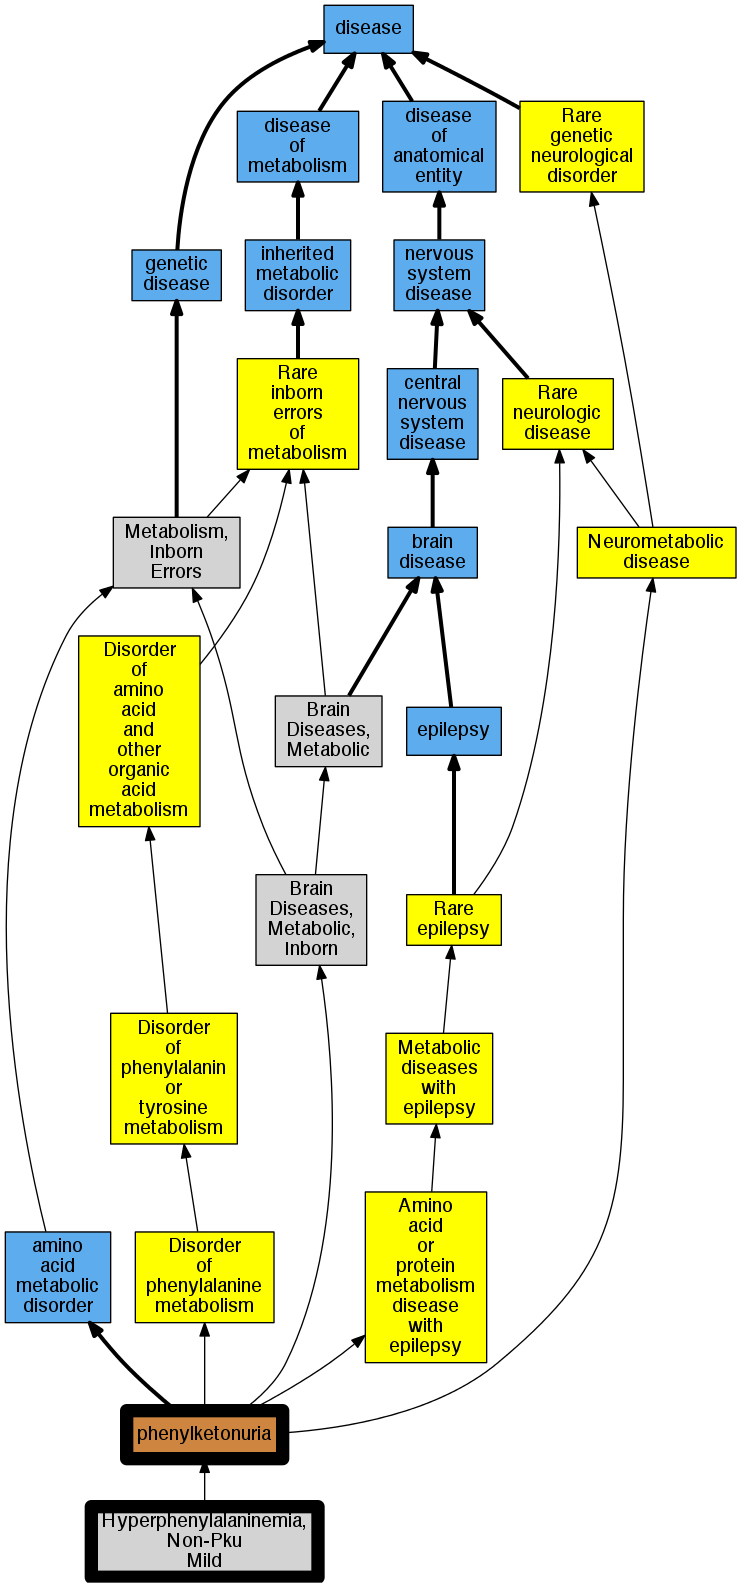 disease
disease
of
metabolism
disease
of
anatomical
entity
Rare
genetic
neurological
disorder
genetic
disease
inherited
metabolic
disorder
nervous
system
disease
Rare
inborn
errors
of
metabolism
central
nervous
system
disease
Rare
neurologic
disease
Metabolism,
Inborn
Errors
brain
disease
Neurometabolic
disease
Disorder
of
amino
acid
and
other
organic
acid
metabolism
Brain
Diseases,
Metabolic
epilepsy
Brain
Diseases,
Metabolic,
Inborn
Rare
epilepsy
Disorder
of
phenylalanin
or
tyrosine
metabolism
Metabolic
diseases
with
epilepsy
amino
acid
metabolic
disorder
Disorder
of
phenylalanine
metabolism
Amino
acid
or
protein
metabolism
disease
with
epilepsy
phenylketonuria
Hyperphenylalaninemia,
Non-Pku
Mild